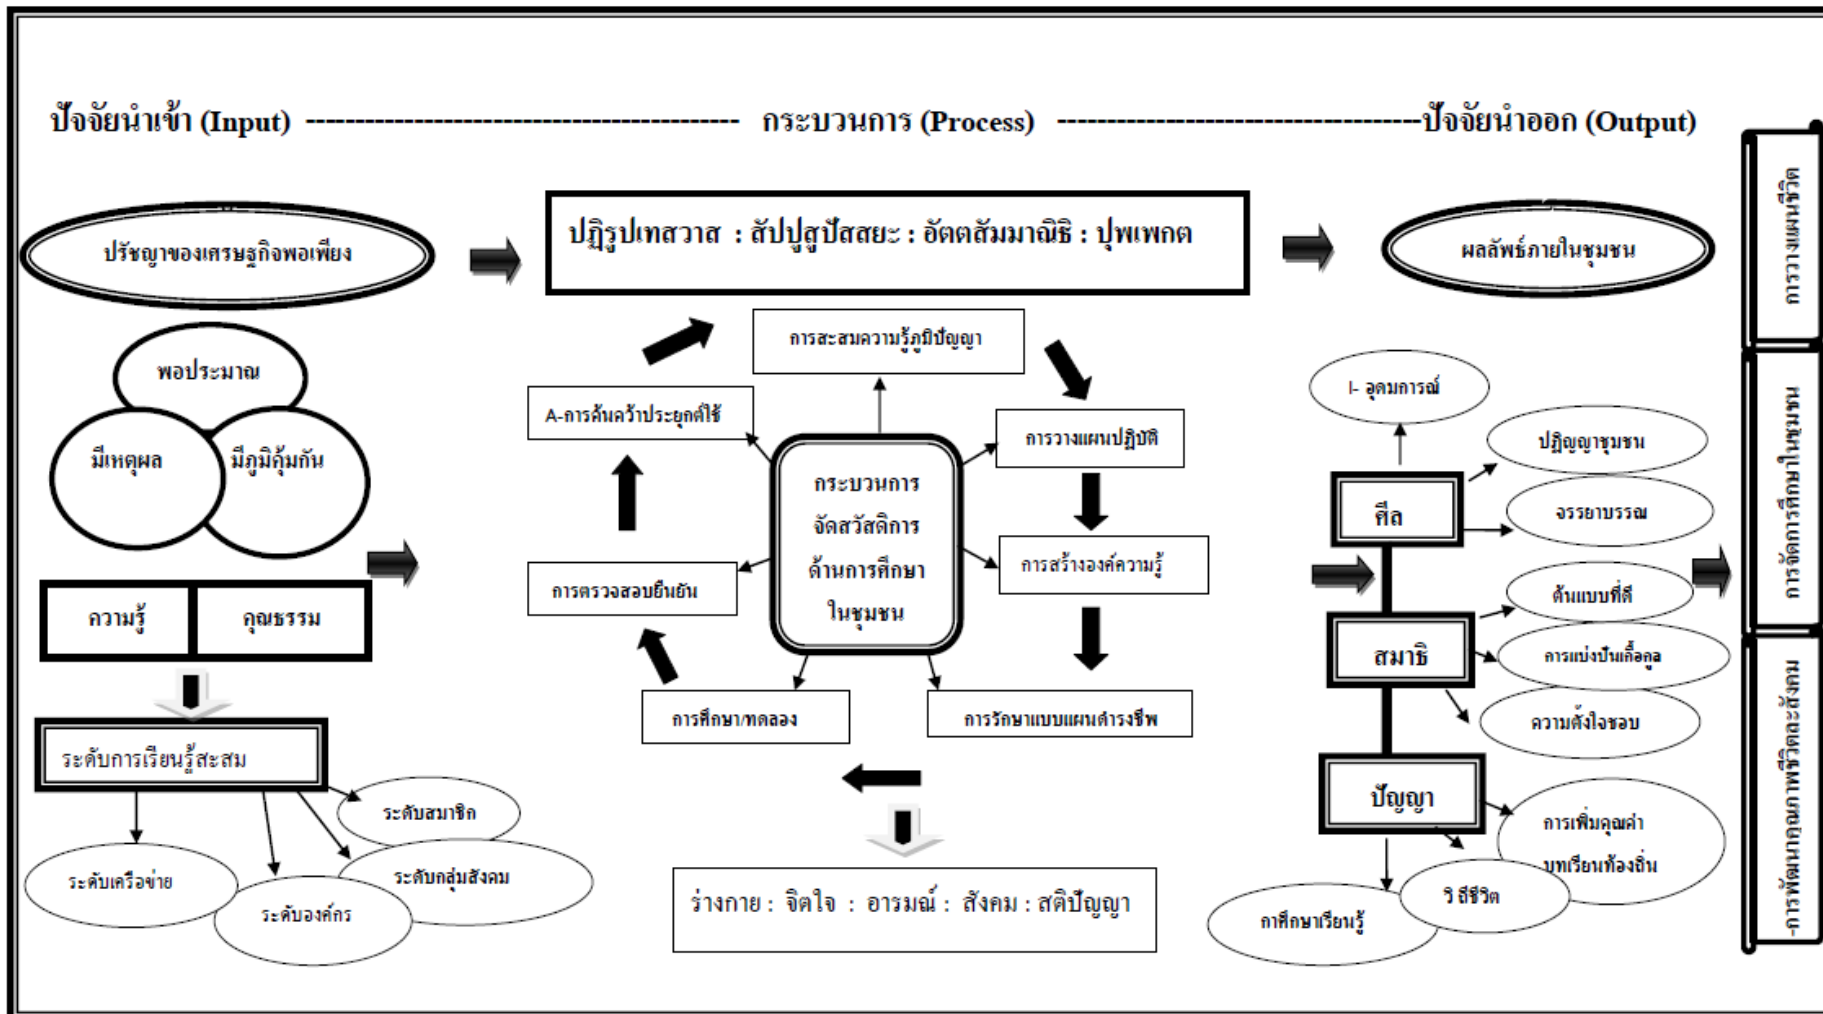 ปัจจัยนำเข้า (Input) -------------------------------------------- กระบวนการ (Process) -------------------------------------ปัจจัยนำออก (Output)
ปรัชญาของเศรษฐกิจพอเพียง
ปฏิรูปเทสวาส : สัปปุสูปัสสยะ : อัตตสัมมาณิธิ : ปุพเพกต
ผลลัพธ์ภายในชุมชน
พอประมาณ
มีเหตุผล
มีภูมิคุ้มกัน
ความรู้
คุณธรรม
ระดับการเรียนรู้สะสม
ระดับสมาชิก
ระดับกลุ่มสังคม
ระดับองค์กร
ระดับเครือข่าย
การสะสมความรู้ภูมิปัญญา
A-การค้นคว้าประยุกต์ใช้
การวางแผนปฏิบัติ
กระบวนการ
จัดสวัสดิการ
ด้านการศึกษา
ในชุมชน
การสร้างองค์ความรู้
การตรวจสอบยืนยัน
การศึกษา/ทดลอง
การรักษาแบบแผนดำรงชีพ
ร่างกาย : จิตใจ : อารมณ์ : สังคม : สติปัญญา
I- อุดมการณ์
ปฏิญญาชุมชน
ศีล
จรรยาบรรณ
ต้นแบบที่ดี
สมาธิ
การแบ่งปันเกื้อกูล
ความตั้งใจชอบ
ปัญญา
การเพิ่มคุณค่า
บทเรียนท้องถิ่น
วิถีชีวิต
กาศึกษาเรียนรู้
การวางแผนชีวิต
การจัดการเรียนในชุมชน
-การพัฒนาคุณภาพชีวิตและสังคม